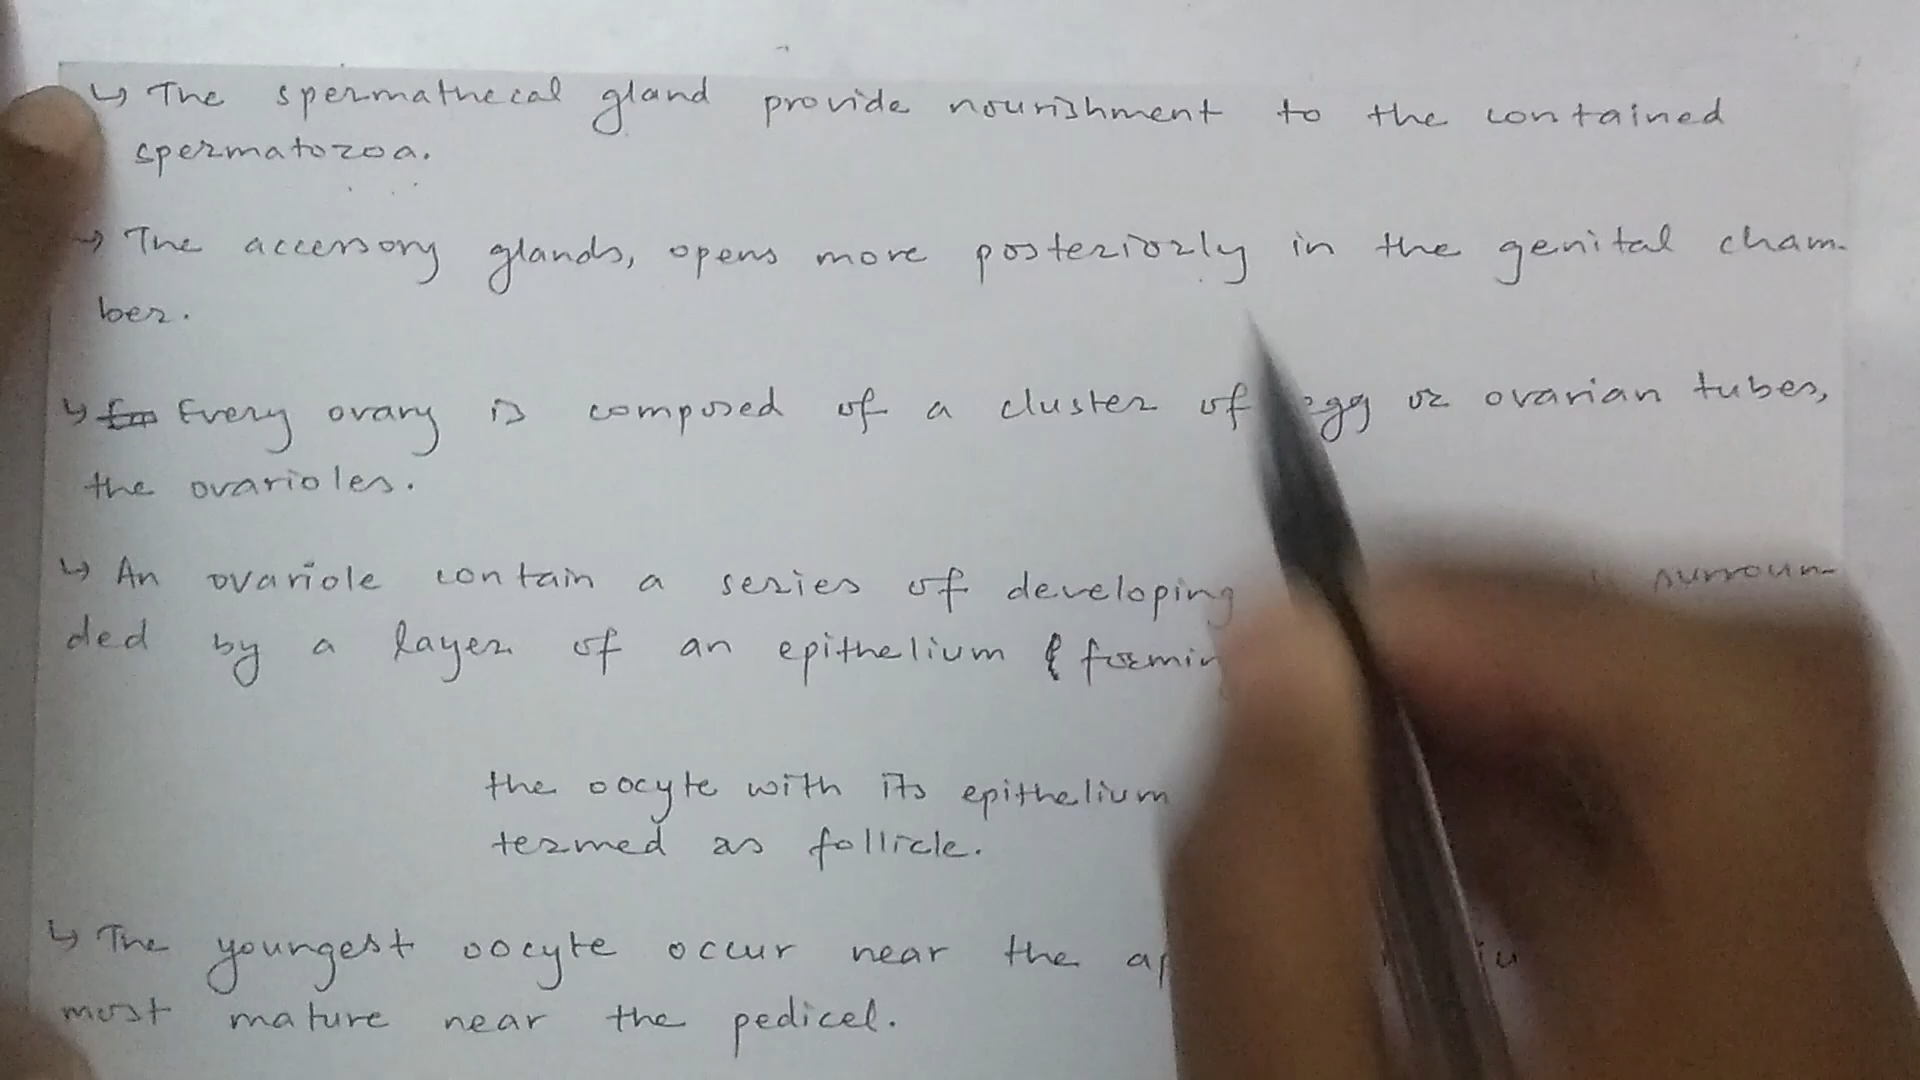 ↳ The spermathecal gland provide nourishment to the contained
spermatozoa.
→ The accessory glands, opens more posteriorly in the genital cham-
ber.
↳ Every ovary is composed of a cluster of egg or ovarian tubes,
the ovarioles.
↳ An ovariole contain a series of developing surroun-
ded by a layer of an epithelium &
the oocyte with its epithelium
termed as follicle.
↳ The youngest oocyte occur near the
most mature near the pedicel.